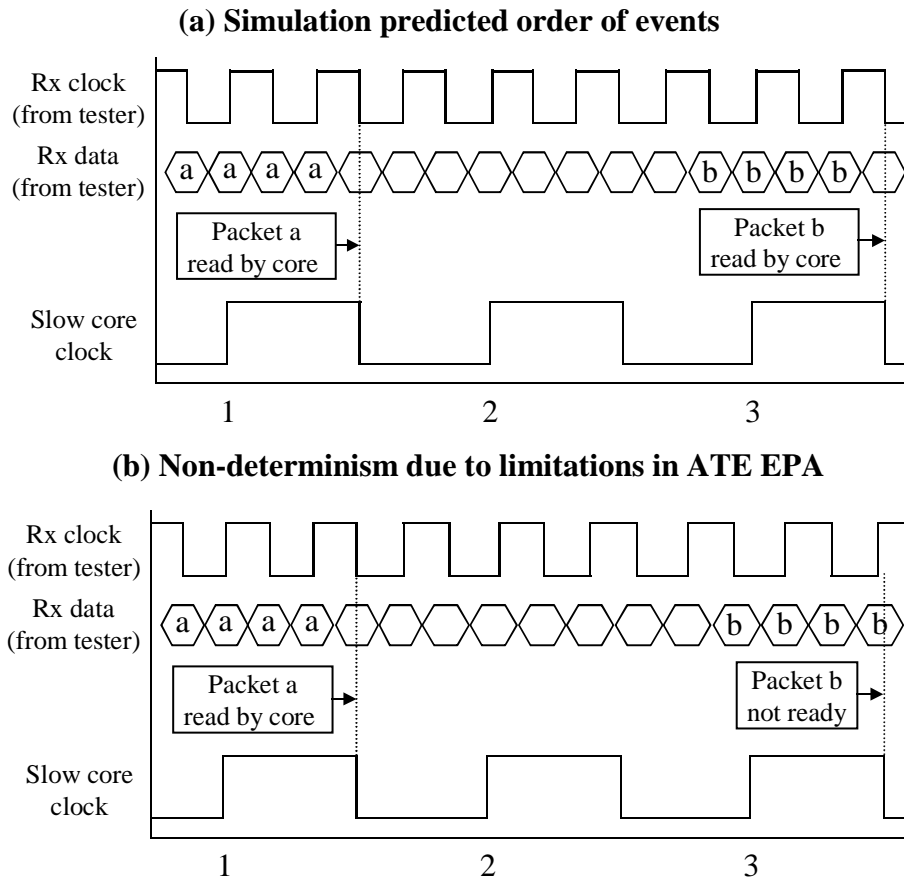 (a) Simulation predicted order of events
Rx clock
(from tester)
Rx data
(from tester)
a a a a b b b b
Packet a
read by core
Packet b
read by core
Slow core
clock
1 2 3
(b) Non-determinism due to limitations in ATE EPA
Rx clock
(from tester)
Rx data
(from tester)
a a a a b b b b
Packet a
read by core
Packet b
not ready
Slow core
clock
1 2 3